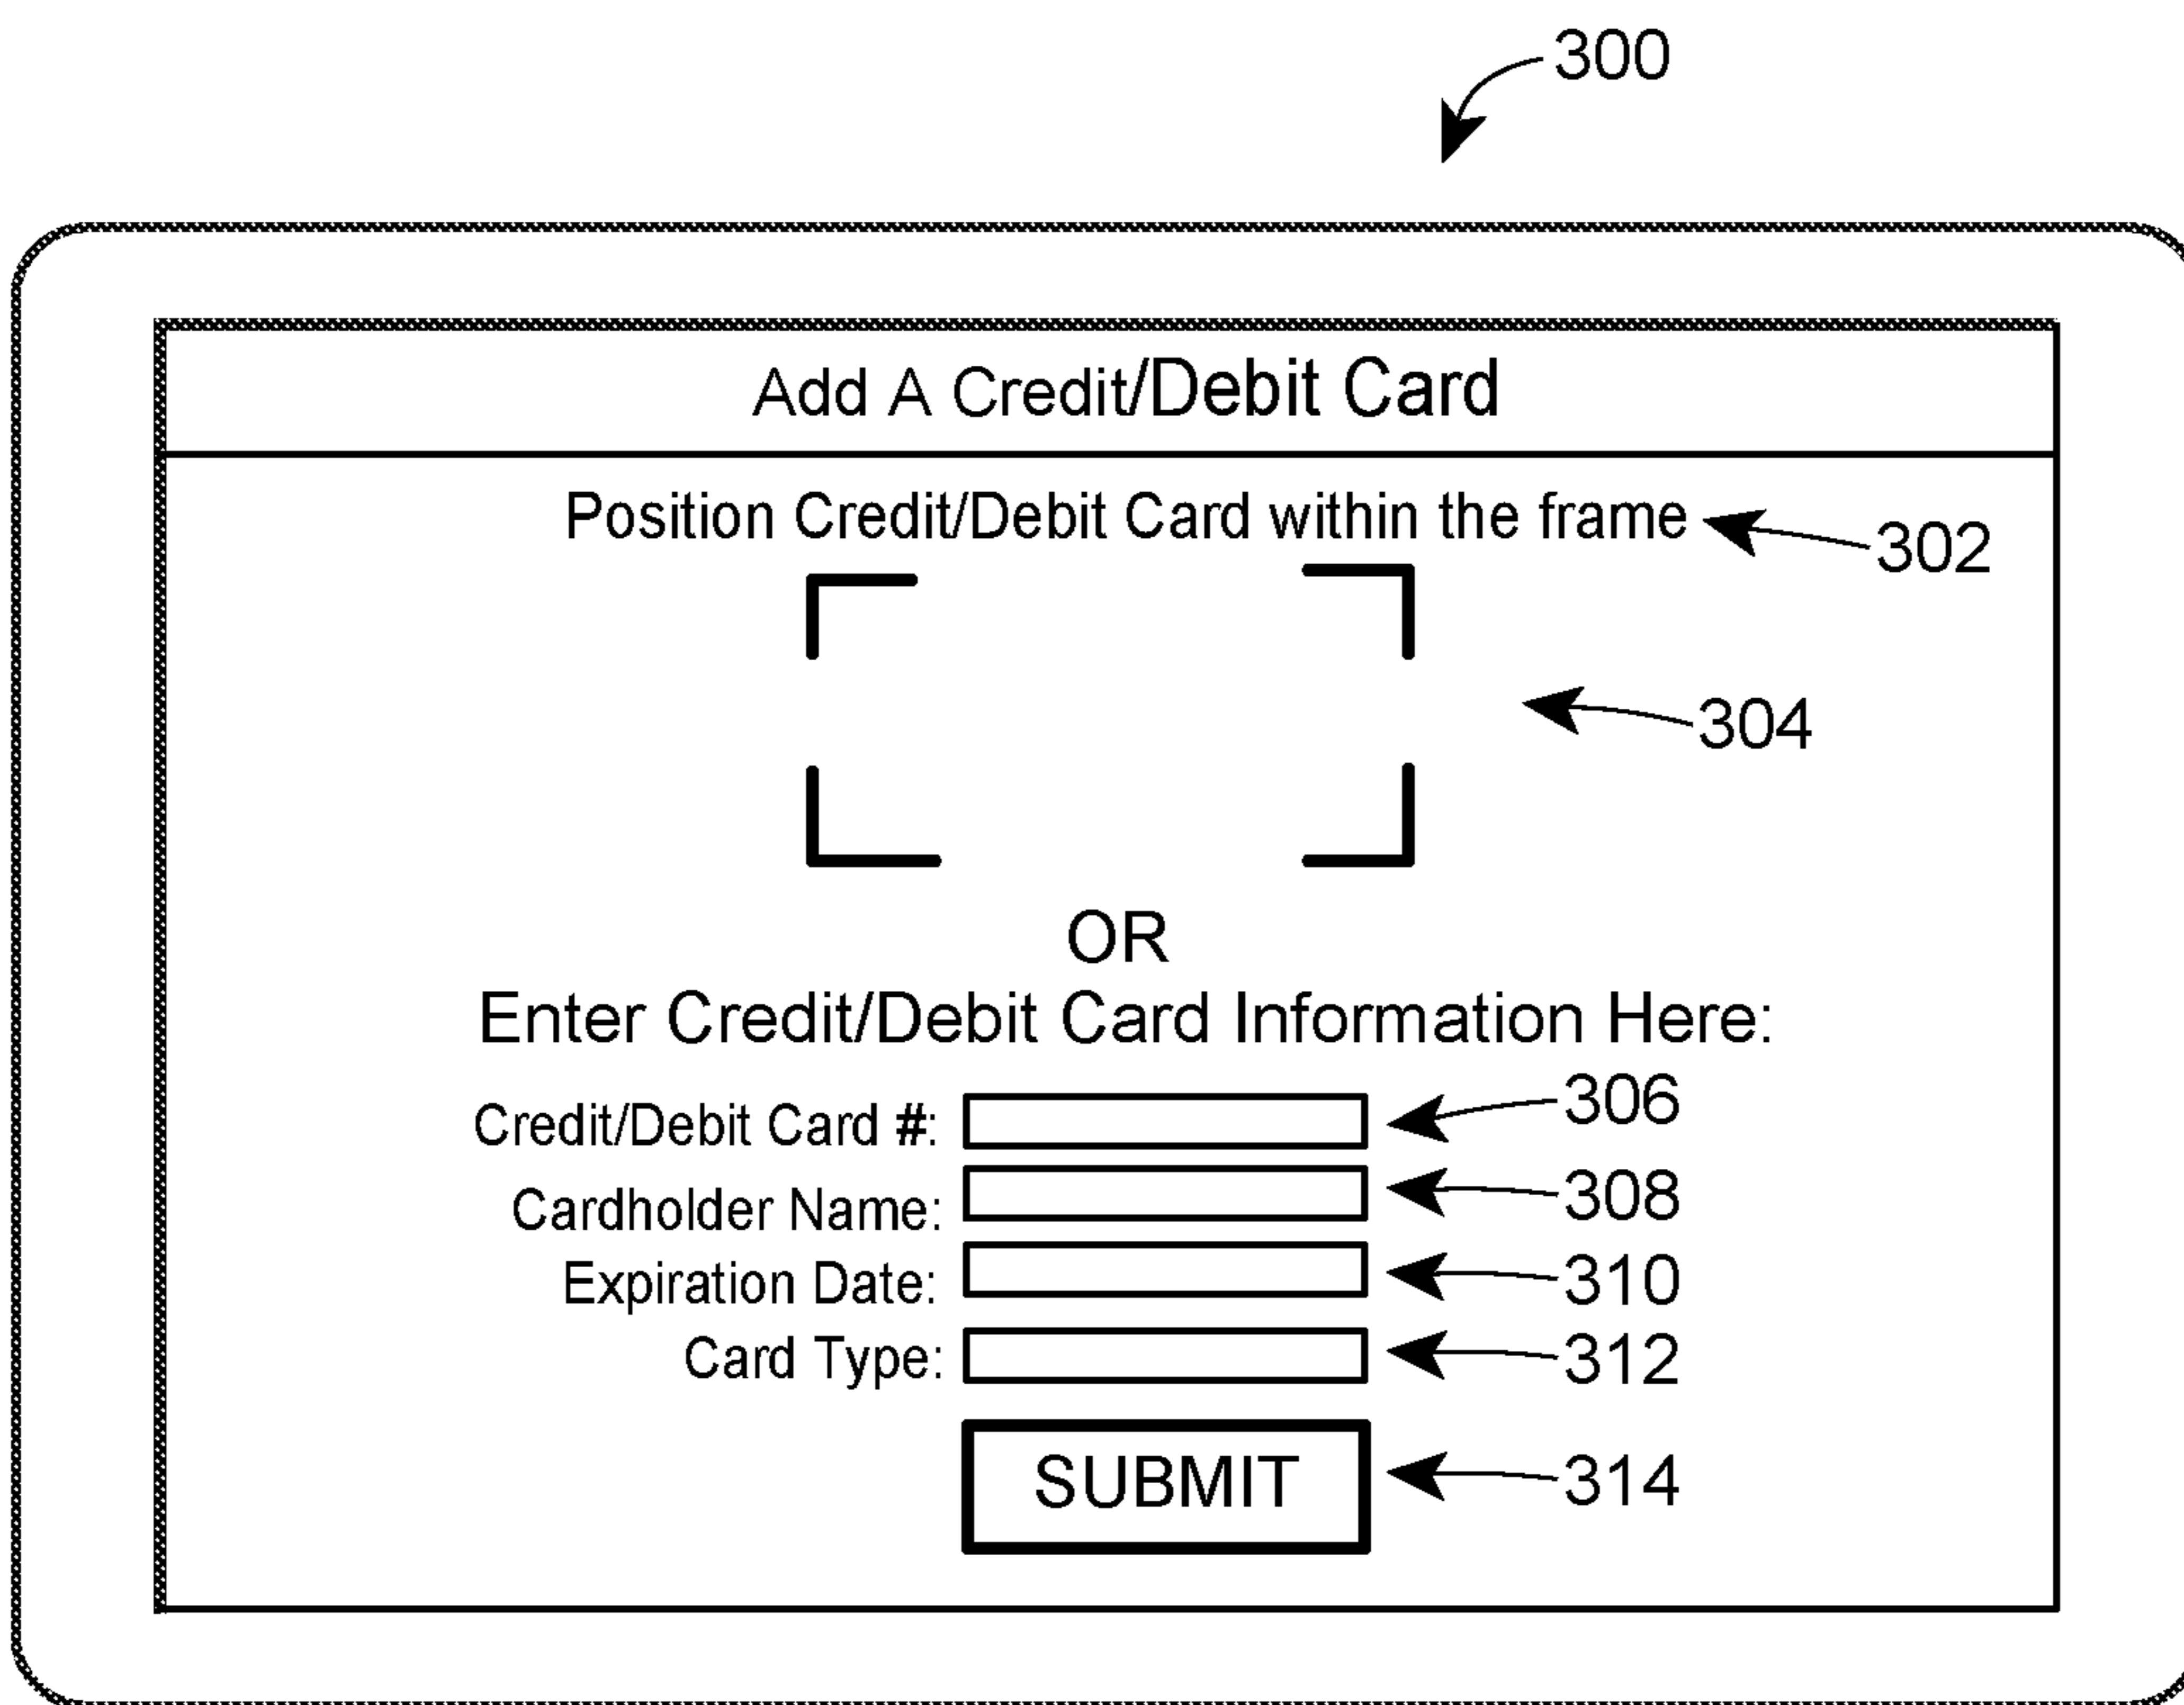 300
Add A Credit/Debit Card
Position Credit/Debit Card within the frame
302
304
OR
Enter Credit/Debit Card Information Here:
Credit/Debit Card #:
306
Cardholder Name:
308
Expiration Date:
310
Card Type:
312
SUBMIT
314